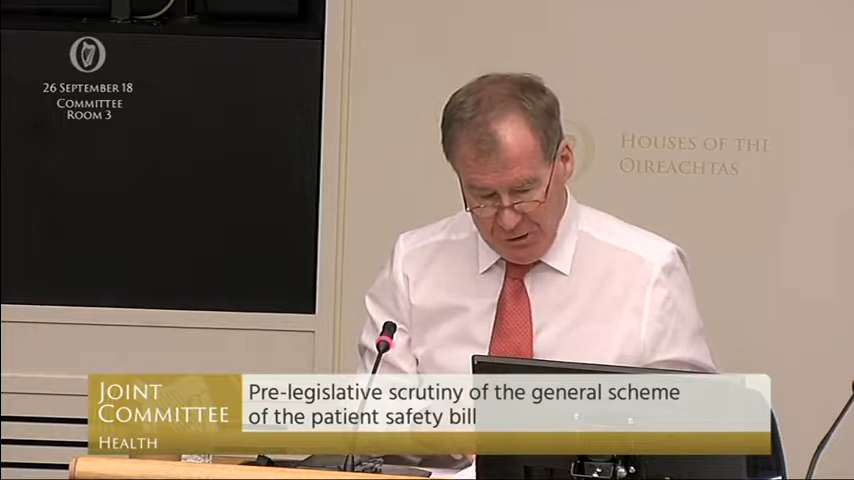 26 September 18
Committee
Room 3
Houses of the
Oireachtas
Joint
Committee
Health
Pre-legislative scrutiny of the general scheme
of the patient safety bill